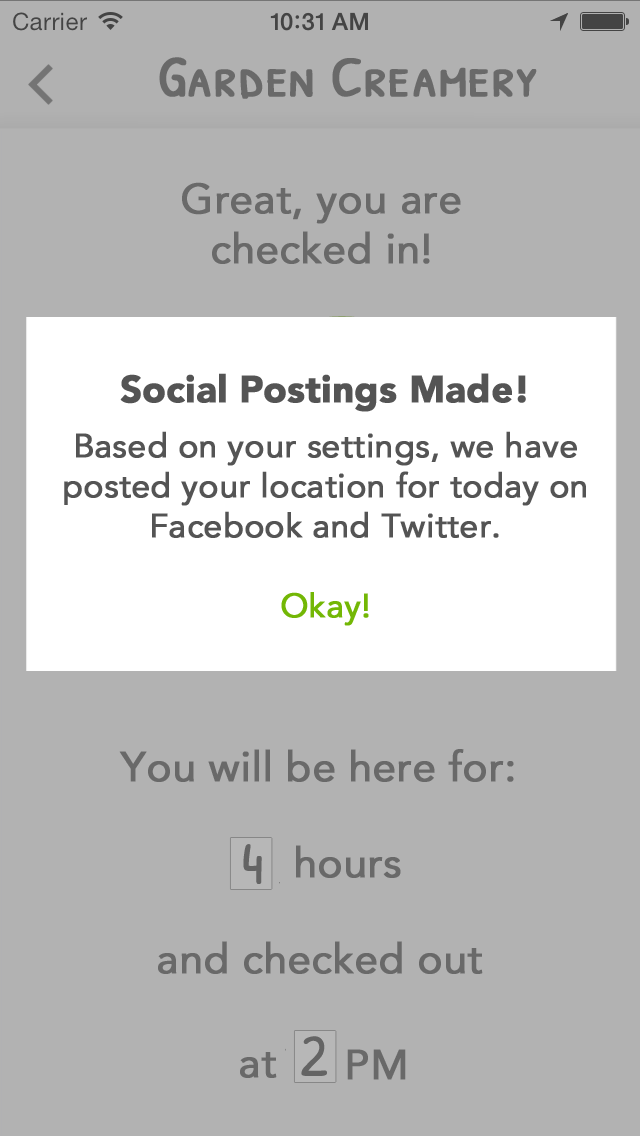 Carrier 10:31 AM
GARDEN CREAMERY
Great, you are
checked in!
Social Postings Made!
Based on your settings, we have
posted your location for today on
Facebook and Twitter.
Okay!
You will be here for:
4 hours
and checked out
at 2 PM